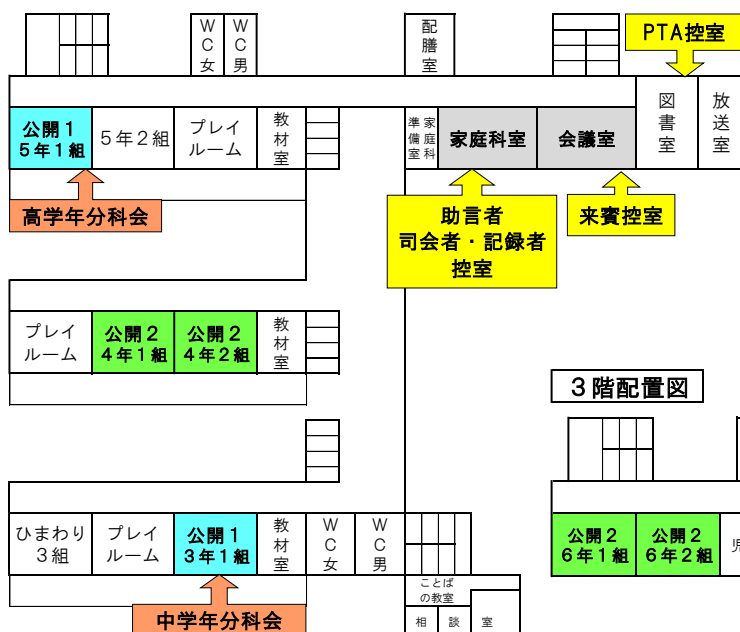 WC女
WC男
配膳室
PTA控室
公開1
5年1組
5年2組
プレイ
ルーム
教材室
家庭科
準備室
家庭科室
会議室
図書室
放送室
高学年分科会
助言者
司会者・記録者
控室
来賓控室
プレイ
ルーム
公開2
4年1組
公開2
4年2組
教材室
3階配置図
ひまわり
3組
プレイ
ルーム
公開1
3年1組
教材室
WC女
WC男
公開2
6年1組
公開2
6年2組
児
ことば
の教室
中学年分科会
相談室